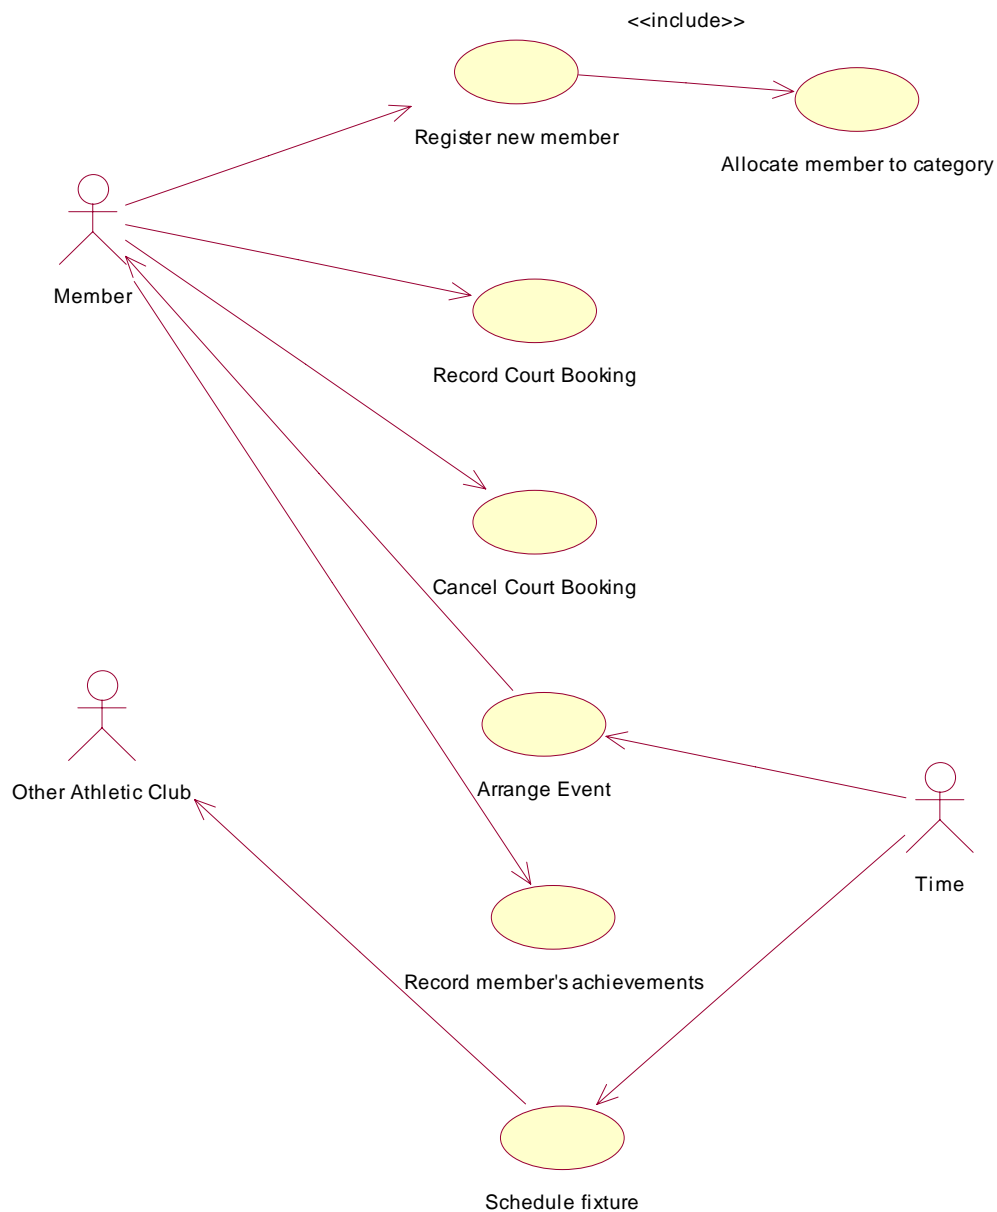 <<include>>
Register new member
Allocate member to category
Member
Record Court Booking
Cancel Court Booking
Other Athletic Club
Arrange Event
Time
Record member's achievements
Schedule fixture